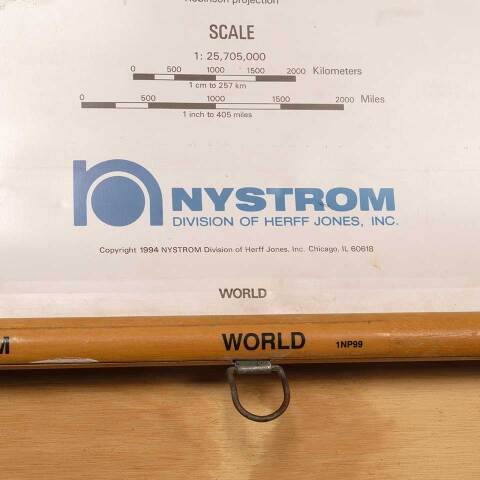 Robinson projection
SCALE
1: 25,705,000
0 500 1000 1500 2000 Kilometers
1 cm to 257 km
0 500 1000 1500 2000 Miles
1 inch to 405 miles
n NYSTROM
DIVISION OF HERFF JONES, INC.
Copyright 1994 NYSTROM Division of Herff Jones, Inc. Chicago, IL 60618
WORLD
M WORLD 1NP99